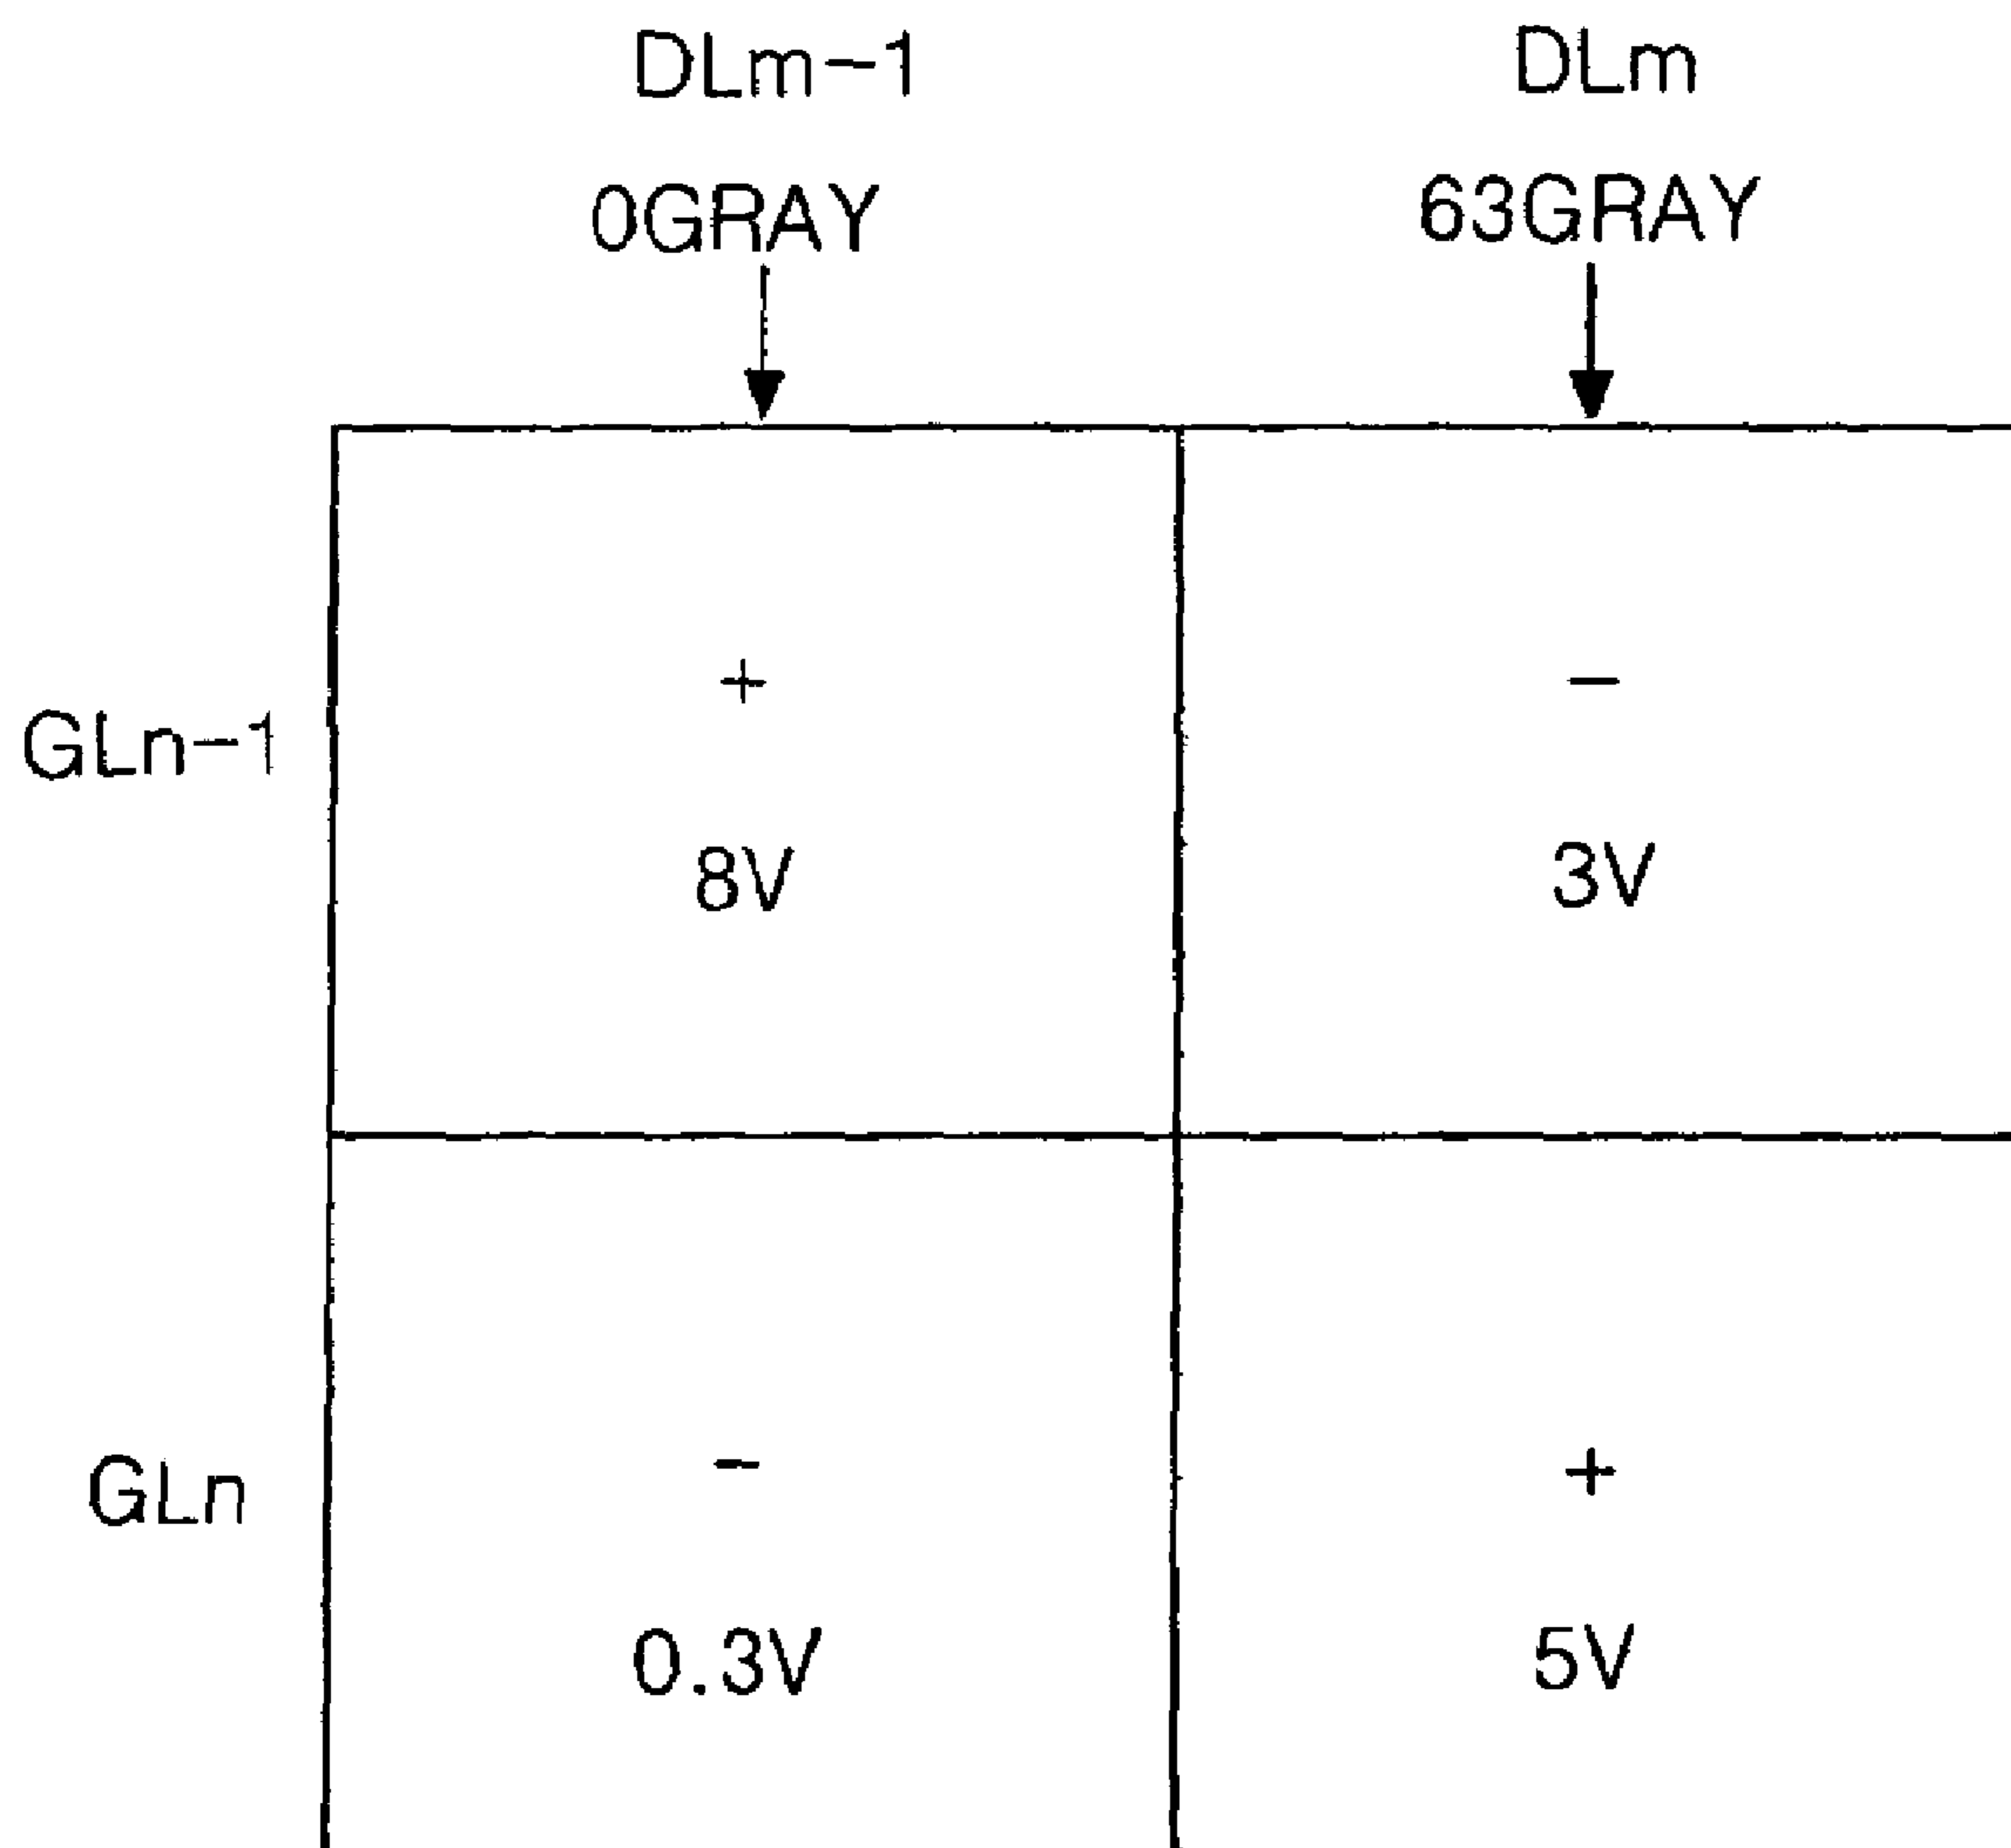 DLm-1 DLm
0GRAY 63GRAY
+ -
GLn-1
8V 3V
- +
GLn
0.3V 5V